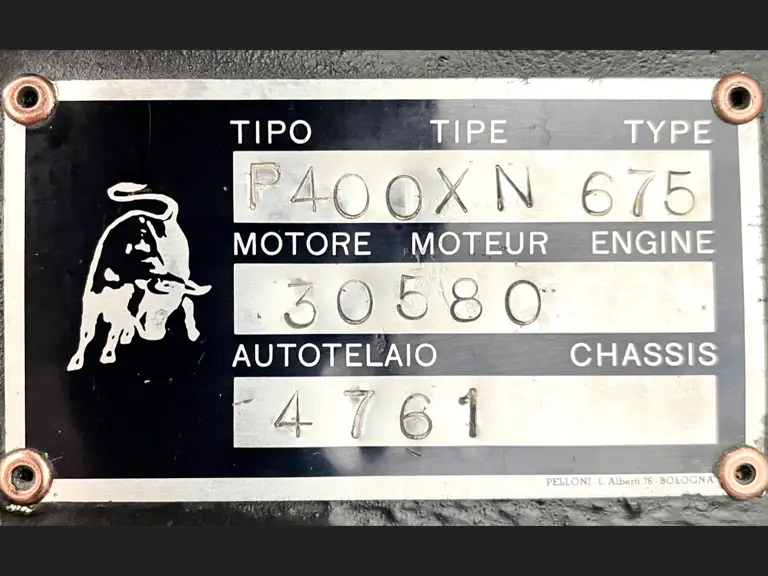 TIPO TIPE TYPE
P400XN 675
MOTORE MOTEUR ENGINE
30580
AUTOTELAIO CHASSIS
4761
PELLONI - L. Alberti 76 - BOLOGNA